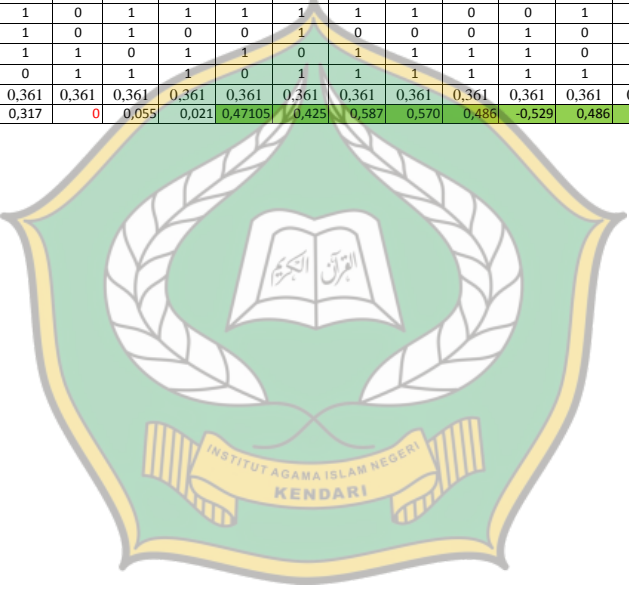 1 0 1 1 1 1 1 1 0 0 1
1 0 1 0 0 1 0 0 0 1 0
1 1 0 1 1 0 1 1 1 1 0
0 1 1 1 0 1 1 1 1 1 1
0,361 0,361 0,361 0,361 0,361 0,361 0,361 0,361 0,361 0,361 0,361
0,317 0 0,055 0,021 0,47105 0,425 0,587 0,570 0,486 -0,529 0,486
القرآن الكريم
INSTITUT AGAMA ISLAM NEGERI
KENDARI